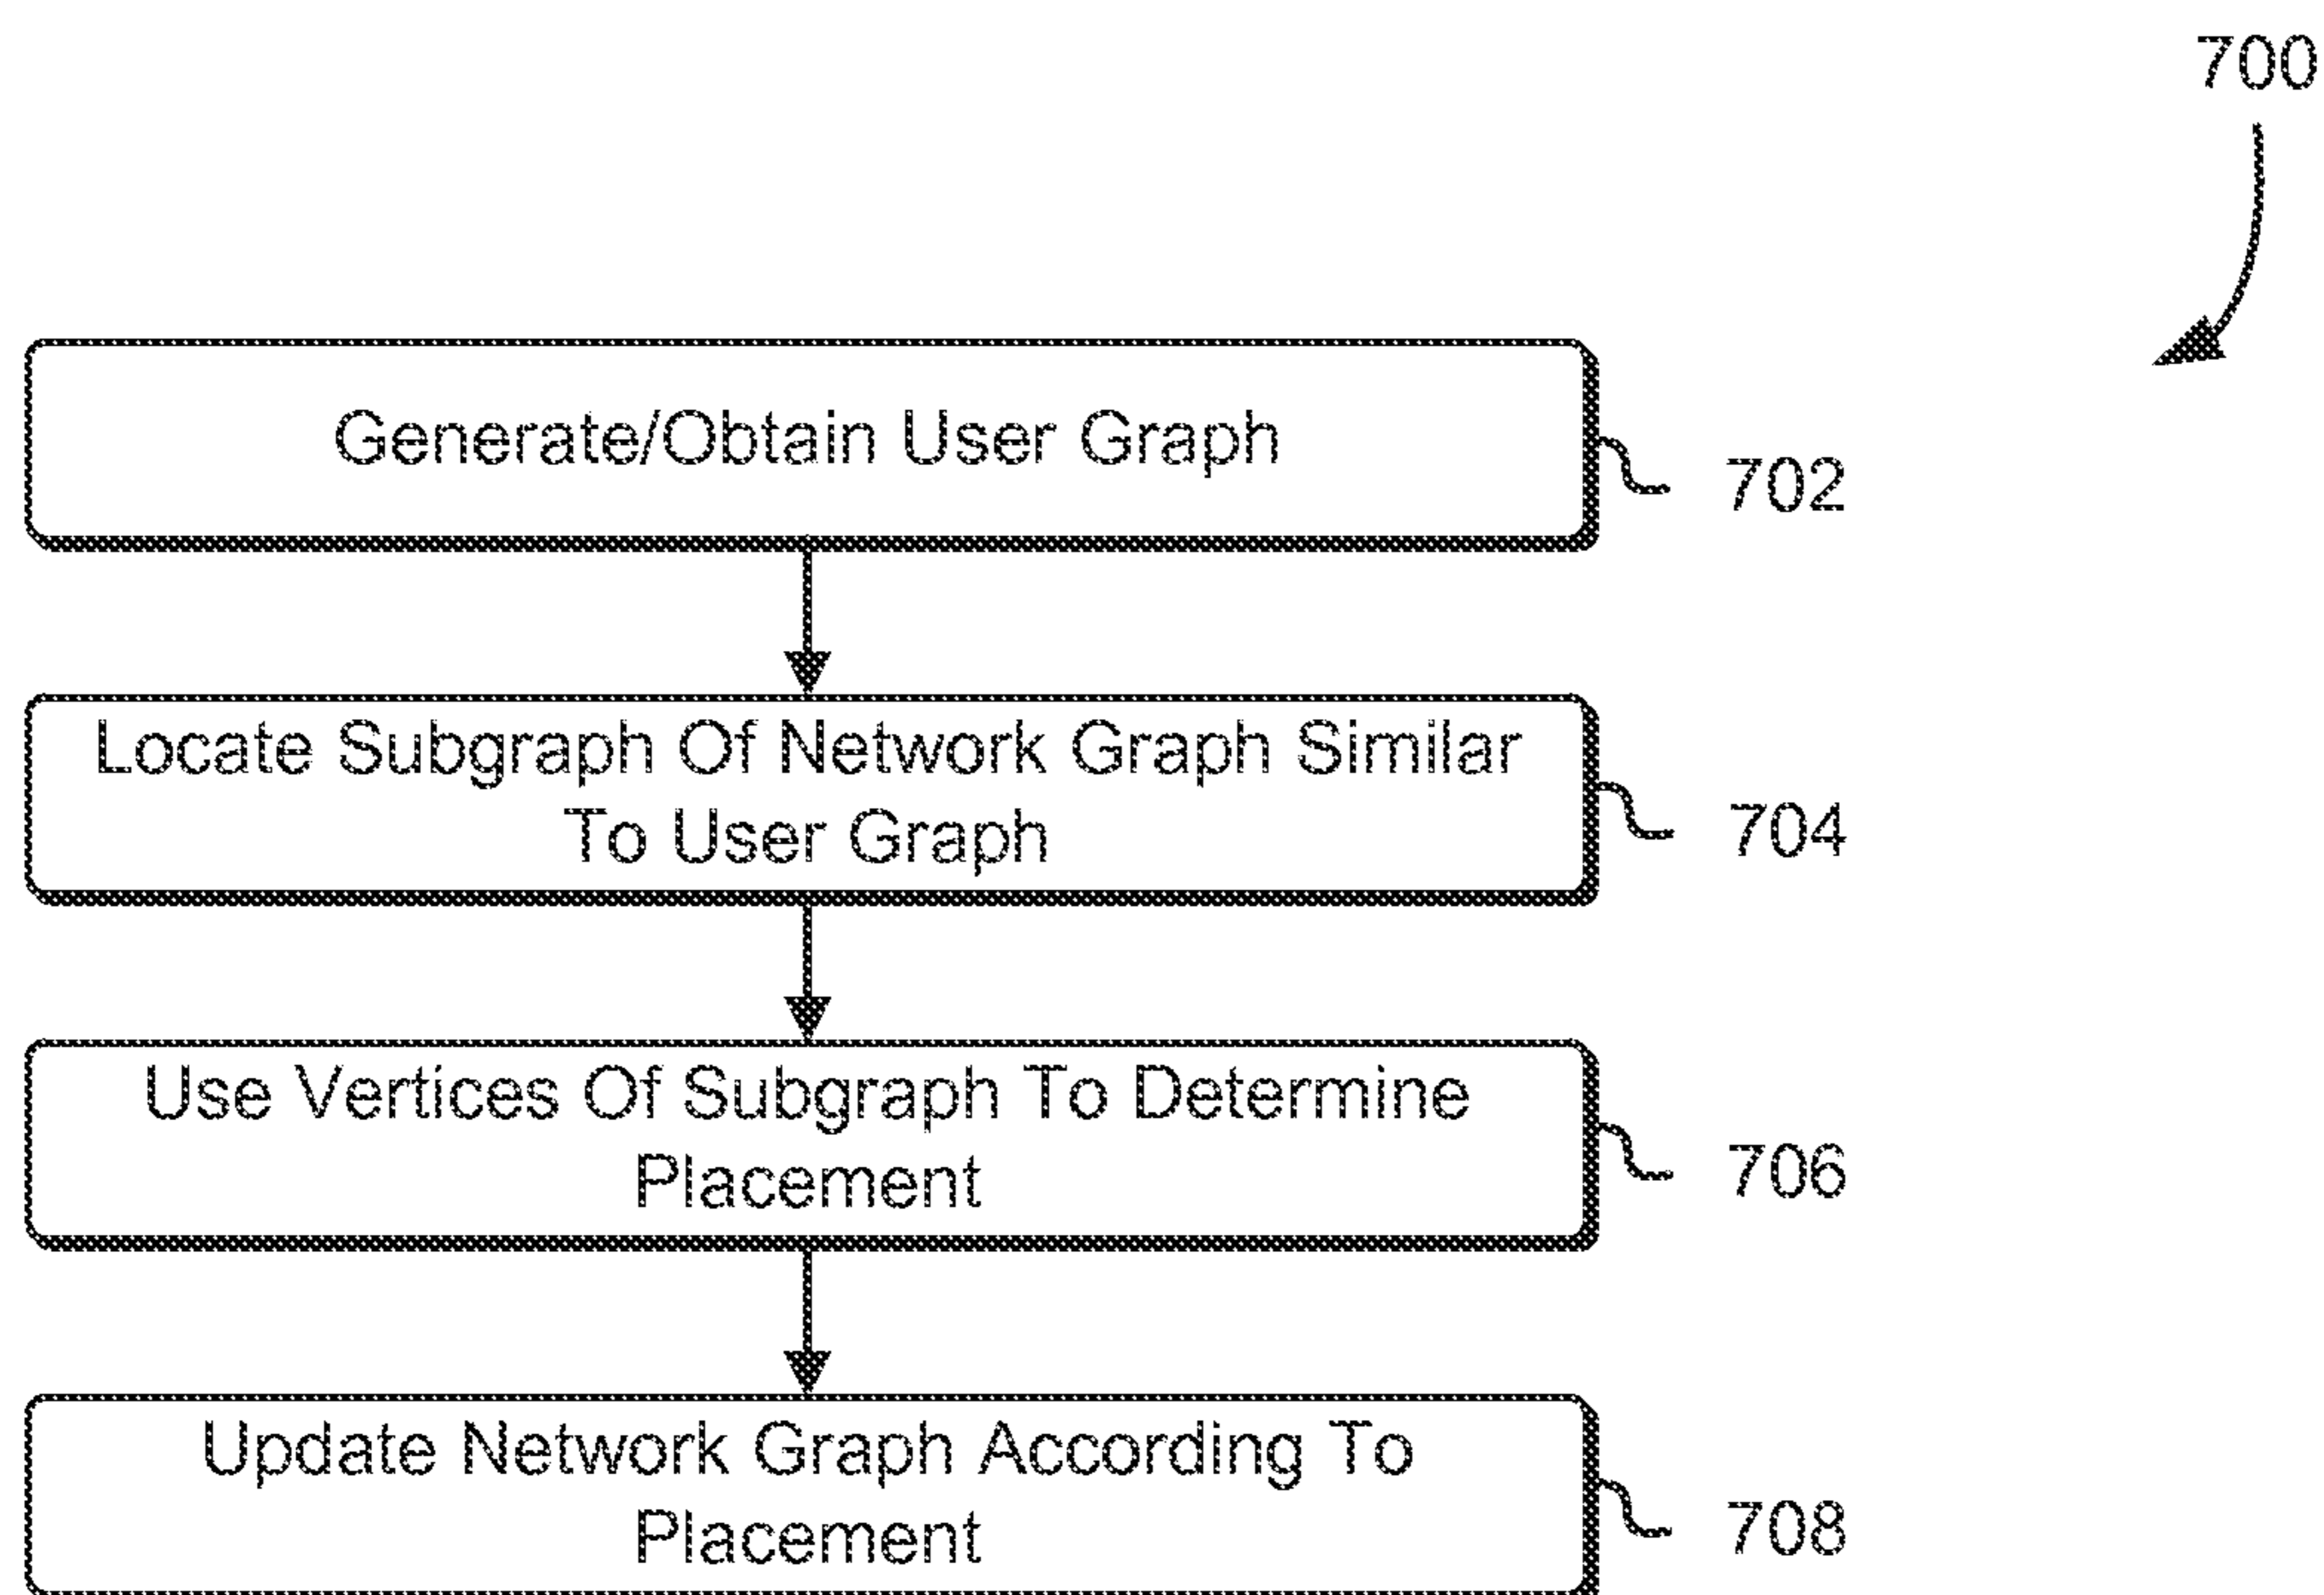 700
Generate/Obtain User Graph
702
Locate Subgraph Of Network Graph Similar
To User Graph
704
Use Vertices Of Subgraph To Determine
Placement
706
Update Network Graph According To
Placement
708